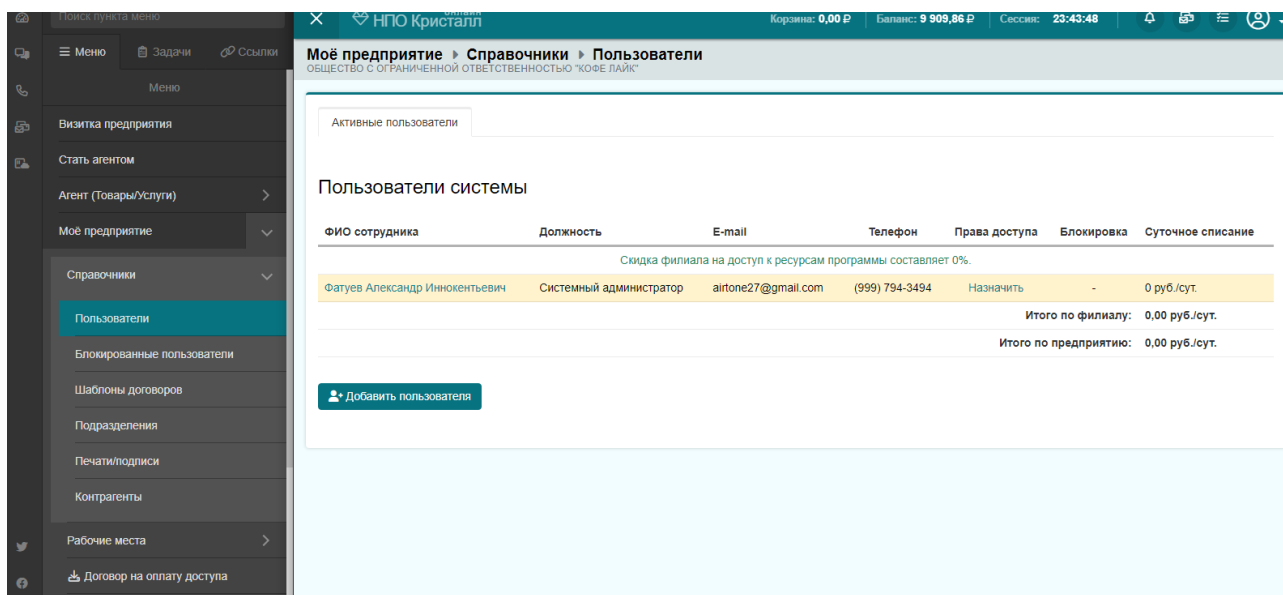 Поиск пункта меню
Меню
Задачи
Ссылки
Меню
Визитка предприятия
Стать агентом
Агент (Товары/Услуги)
Моё предприятие
Справочники
Пользователи
Блокированные пользователи
Шаблоны договоров
Подразделения
Печати/подписи
Контрагенты
Рабочие места
Договор на оплату доступа
онлайн
НПО Кристалл
Корзина: 0,00 ₽
Баланс: 9 909,86 ₽
Сессия: 23:43:48
Моё предприятие Справочники Пользователи
ОБЩЕСТВО С ОГРАНИЧЕННОЙ ОТВЕТСТВЕННОСТЬЮ "КОФЕ ЛАЙК"
Активные пользователи
Пользователи системы
ФИО сотрудника Должность E-mail Телефон Права доступа Блокировка Суточное списание
Скидка филиала на доступ к ресурсам программы составляет 0%.
Фатуев Александр Иннокентьевич Системный администратор airtone27@gmail.com (999) 794-3494 Назначить - 0 руб./сут.
Итого по филиалу: 0,00 руб./сут.
Итого по предприятию: 0,00 руб./сут.
Добавить пользователя